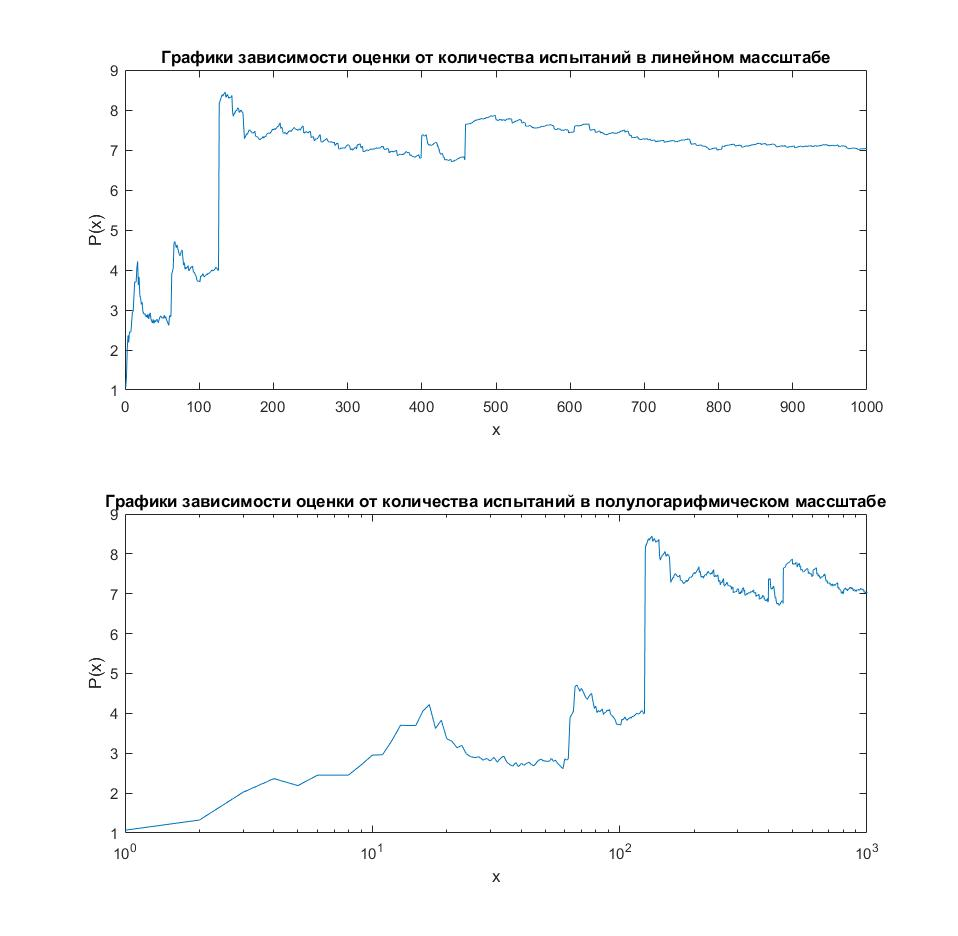 Графики зависимости оценки от количества испытаний в линейном массштабе
9
8
7
6
5
4
3
2
1
P(x)
0 100 200 300 400 500 600 700 800 900 1000
x
Графики зависимости оценки от количества испытаний в полулогарифмическом массштабе
9
8
7
6
5
4
3
2
1
P(x)
10^0 10^1 10^2 10^3
x